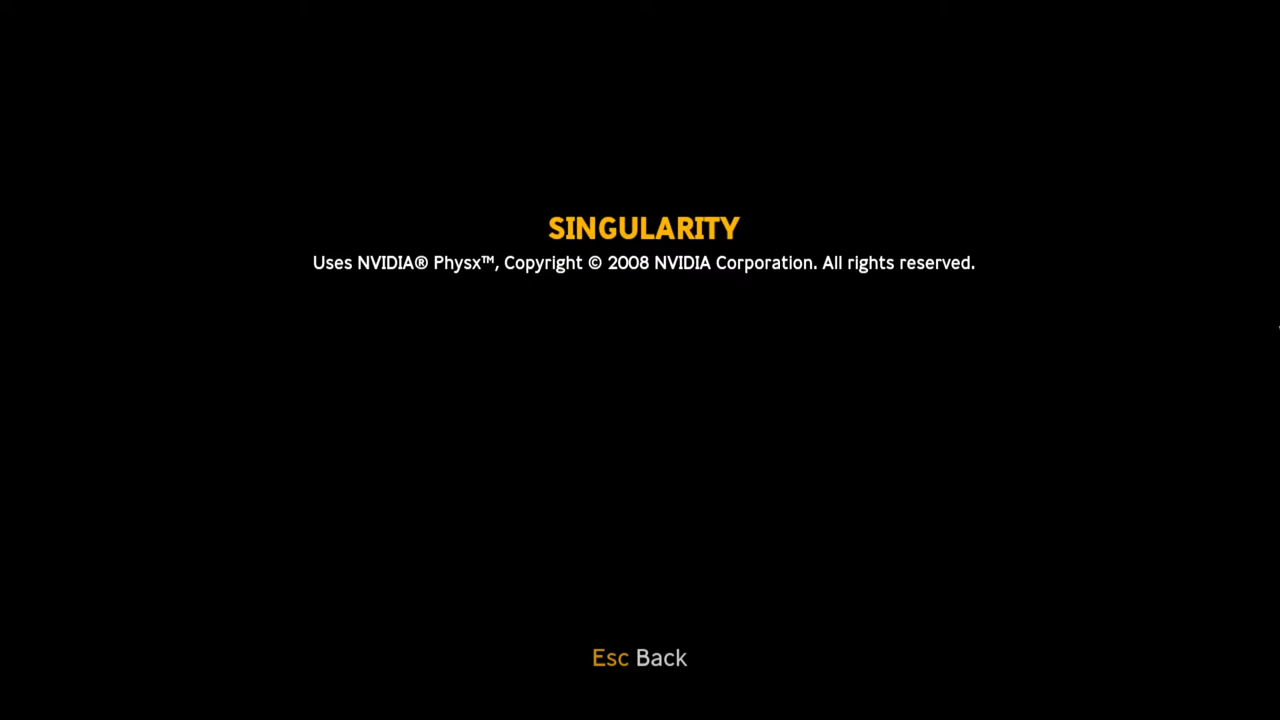 SINGULARITY
Uses NVIDIA® Physx™, Copyright © 2008 NVIDIA Corporation. All rights reserved.
Esc Back